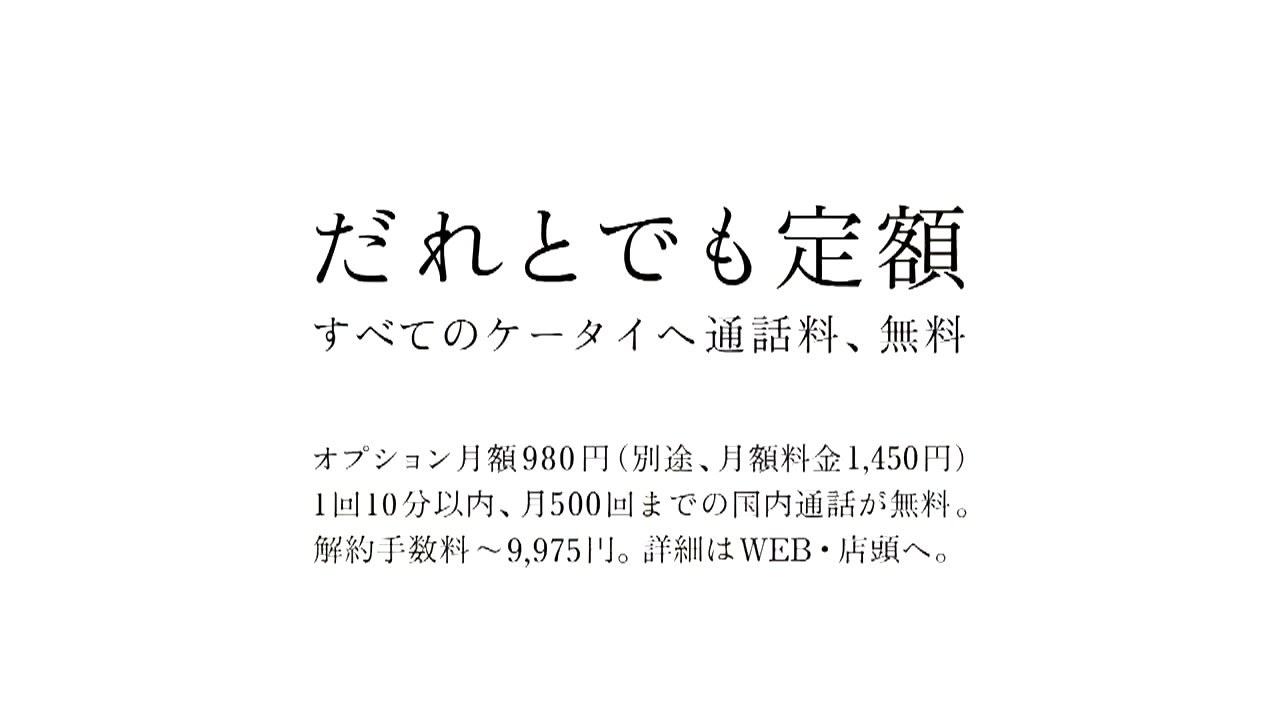 だれとでも定額
すべてのケータイへ通話料、無料
オプション月額980円（別途、月額料金1,450円）
1回10分以内、月500回までの国内通話が無料。
解約手数料～9,975円。詳細はWEB・店頭へ。